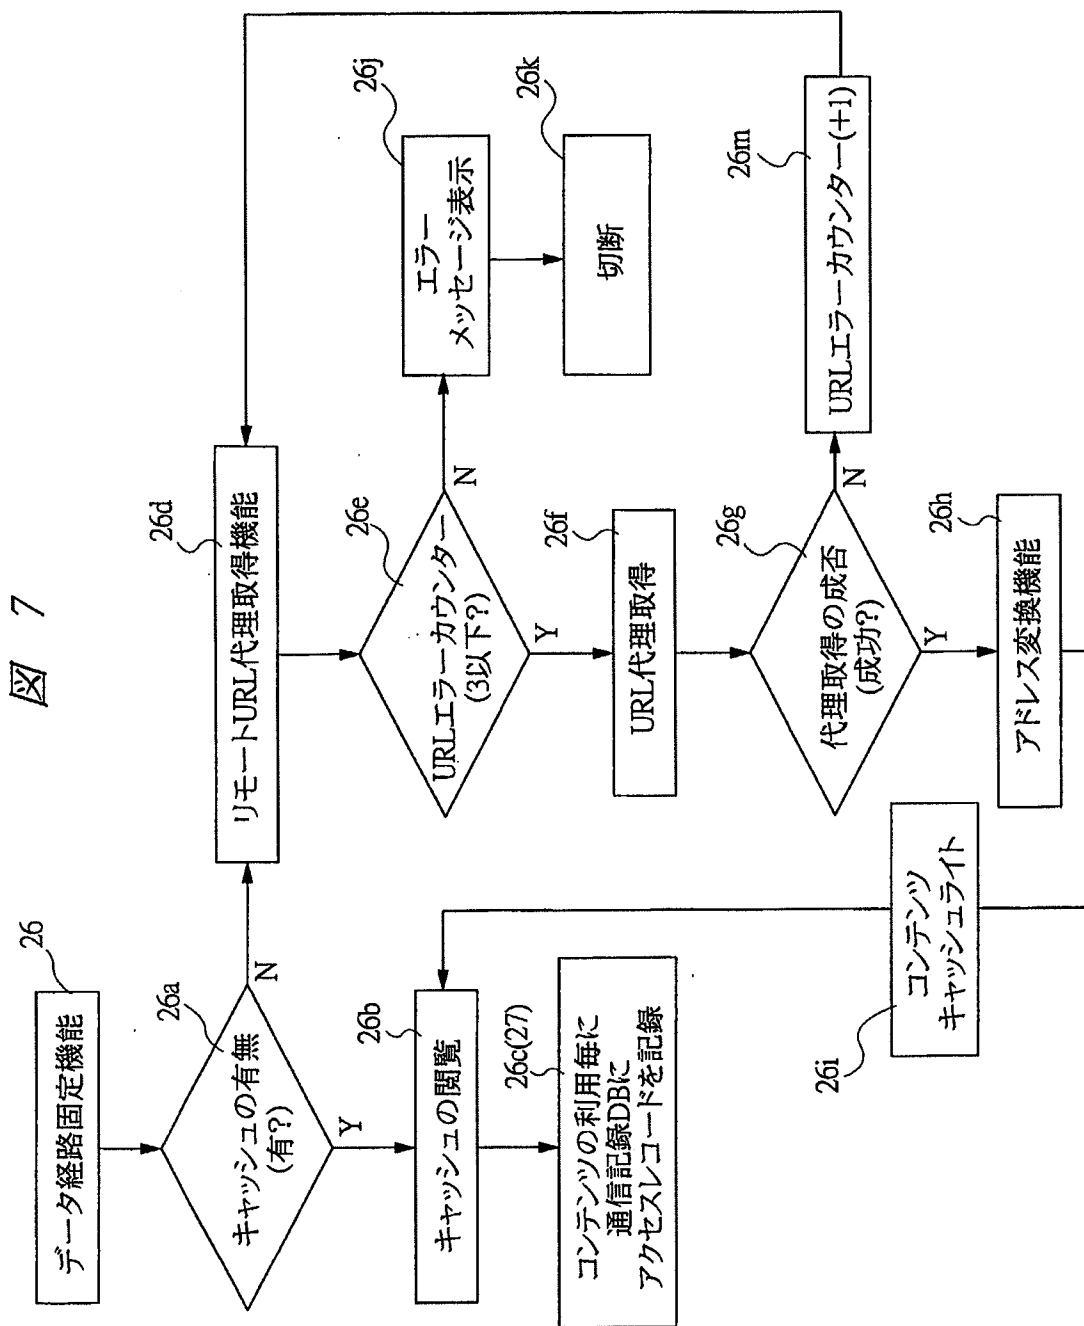 図 7
データ経路固定機能
26
キャッシュの有無
(有?)
26a
N
Y
キャッシュの閲覧
26b
コンテンツの利用毎に
通信記録DBに
アクセスレコードを記録
26c(27)
リモートURL代理取得機能
26d
URLエラーカウンター
(3以下?)
26e
N
Y
URL代理取得
26f
代理取得の成否
(成功?)
26g
N
Y
アドレス変換機能
26h
コンテンツ
キャッシュライト
26i
エラー
メッセージ表示
26j
切断
26k
URLエラーカウンター(+1)
26m